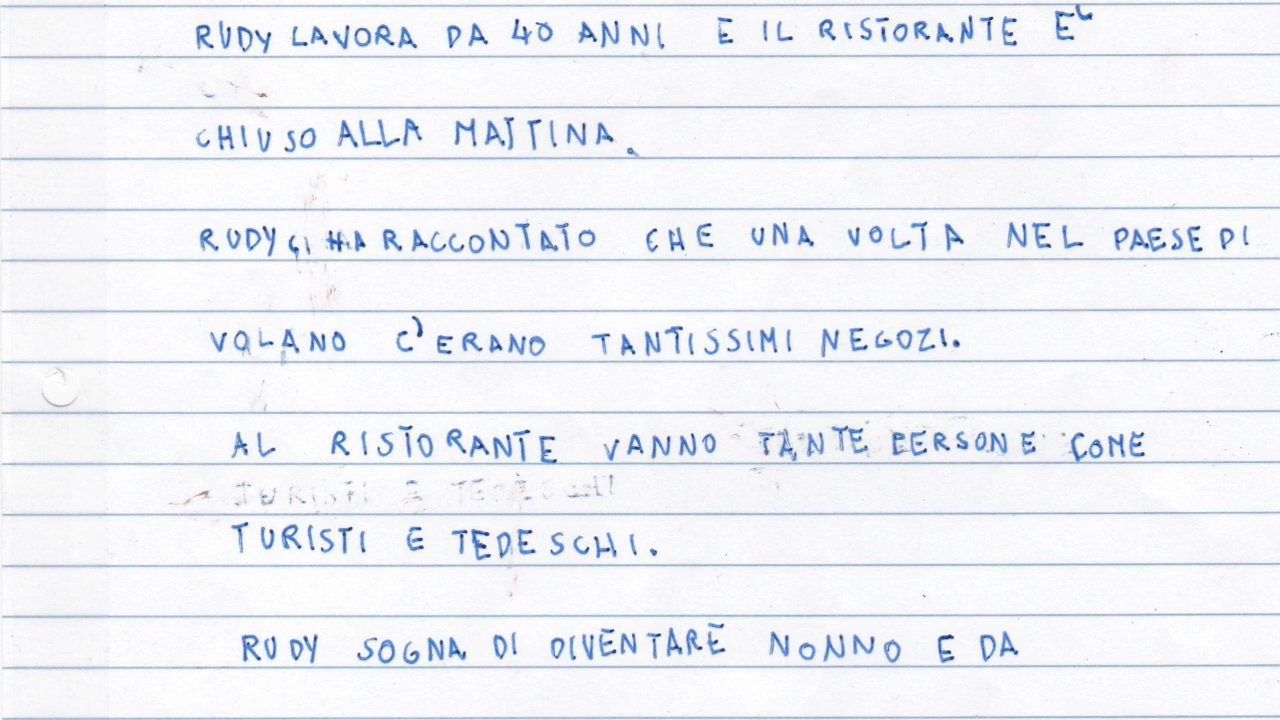 RUDY LAVORA DA 40 ANNI E IL RISTORANTE E'
CHIUSO ALLA MATTINA.
RUDY CI HA RACCONTATO CHE UNA VOLTA NEL PAESE DI
VOLANO C'ERANO TANTISSIMI NEGOZI.
AL RISTORANTE VANNO TANTE PERSONE COME
TURISTI E TEDESCHI
TURISTI E TEDESCHI.
RUDY SOGNA DI DIVENTARE NONNO E DA